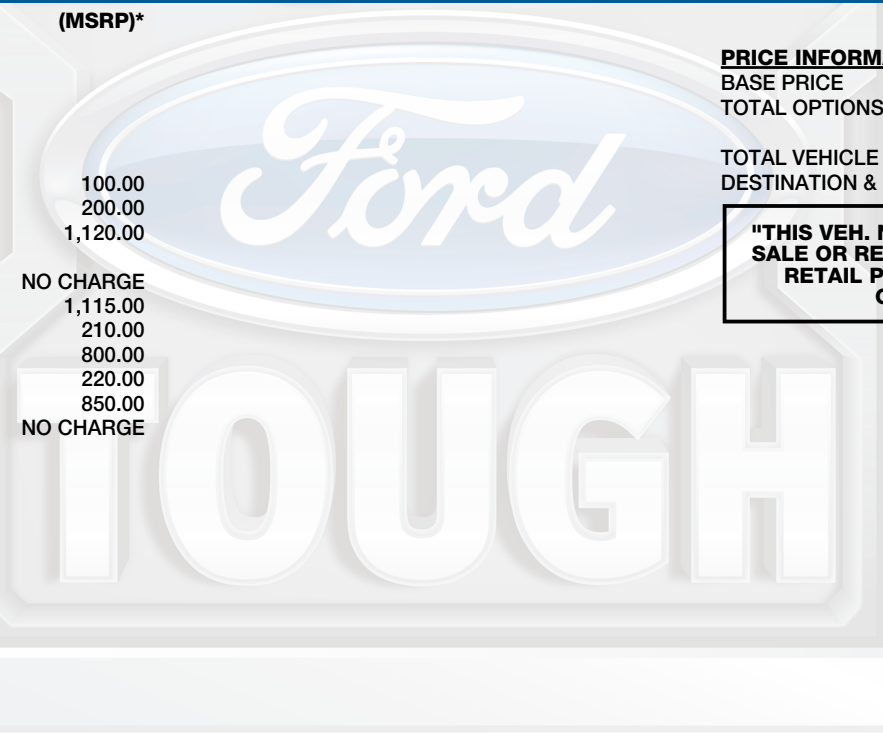 (MSRP)*
100.00
200.00
1,120.00
NO CHARGE
1,115.00
210.00
800.00
220.00
850.00
NO CHARGE
PRICE INFORM
BASE PRICE
TOTAL OPTIONS
TOTAL VEHICLE
DESTINATION &
"THIS VEH.
SALE OR
RETAIL
Ford
TOUGH